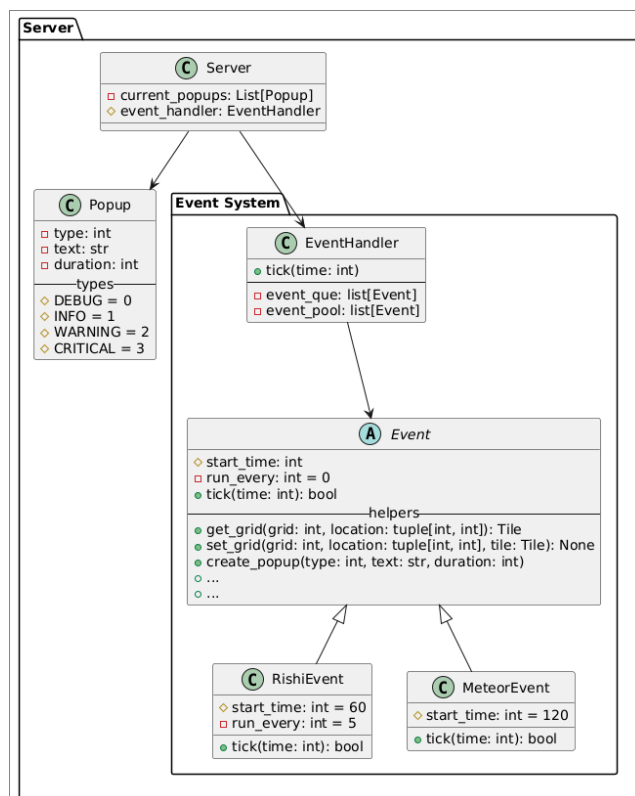 Server
C Server
current_popups: List[Popup]
event_handler: EventHandler
C Popup
type: int
text: str
duration: int
types
DEBUG = 0
INFO = 1
WARNING = 2
CRITICAL = 3
Event System
C EventHandler
tick(time: int)
event_que: list[Event]
event_pool: list[Event]
A Event
start_time: int
run_every: int = 0
tick(time: int): bool
helpers
get_grid(grid: int, location: tuple[int, int]): Tile
set_grid(grid: int, location: tuple[int, int], tile: Tile): None
create_popup(type: int, text: str, duration: int)
...
...
C RishiEvent
start_time: int = 60
run_every: int = 5
tick(time: int): bool
C MeteorEvent
start_time: int = 120
tick(time: int): bool